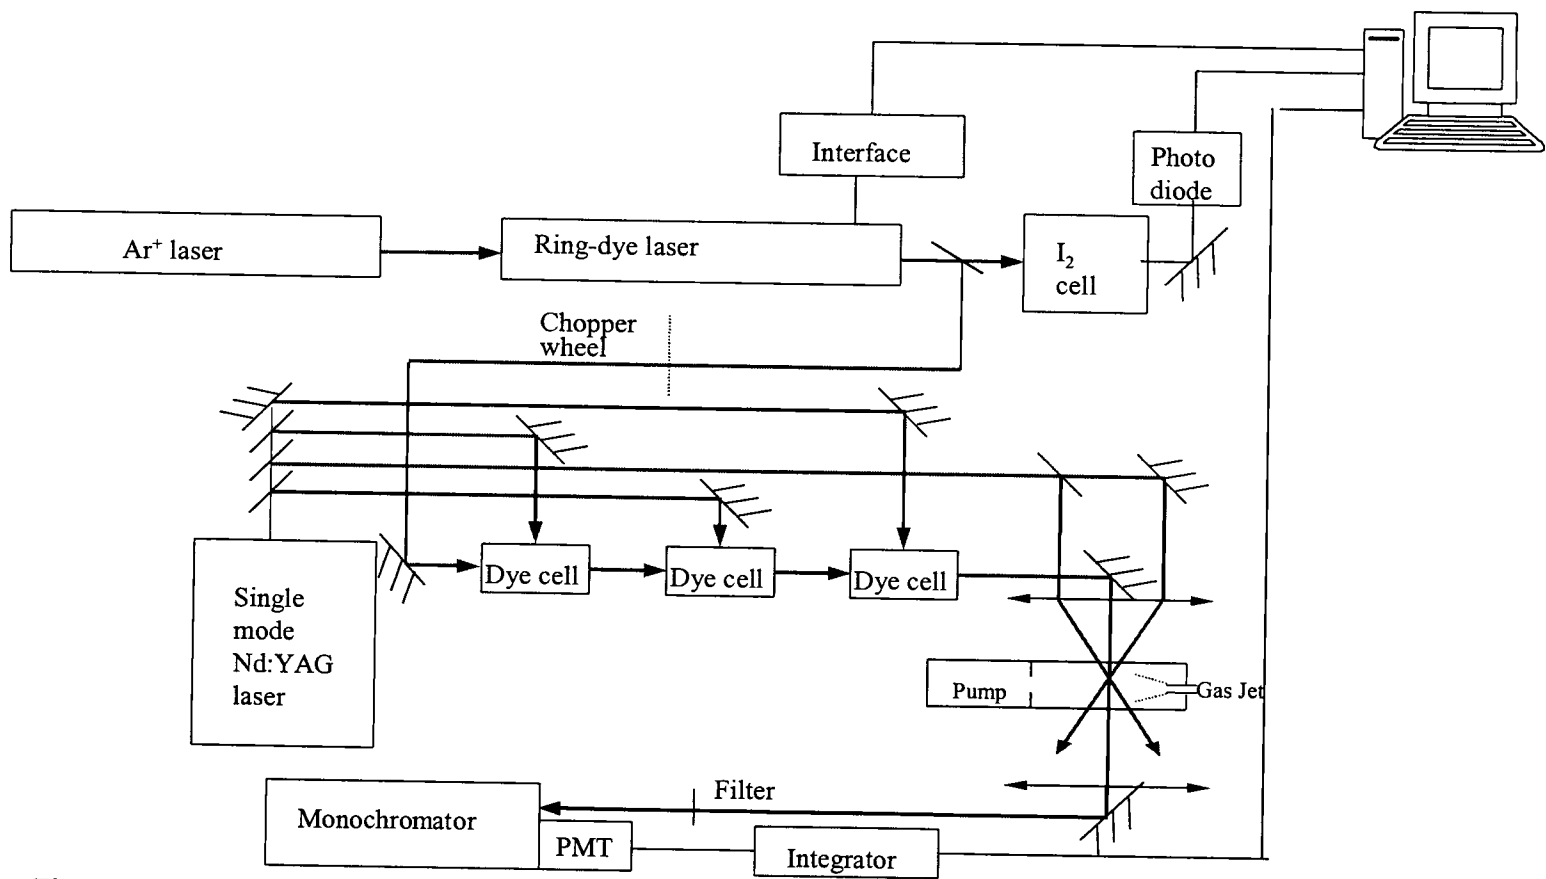 Interface
Photo
diode
Ar+ laser
Ring-dye laser
I2
cell
Chopper
wheel
Dye cell
Dye cell
Dye cell
Single
mode
Nd:YAG
laser
Pump
Gas Jet
Filter
Monochromator
PMT
Integrator